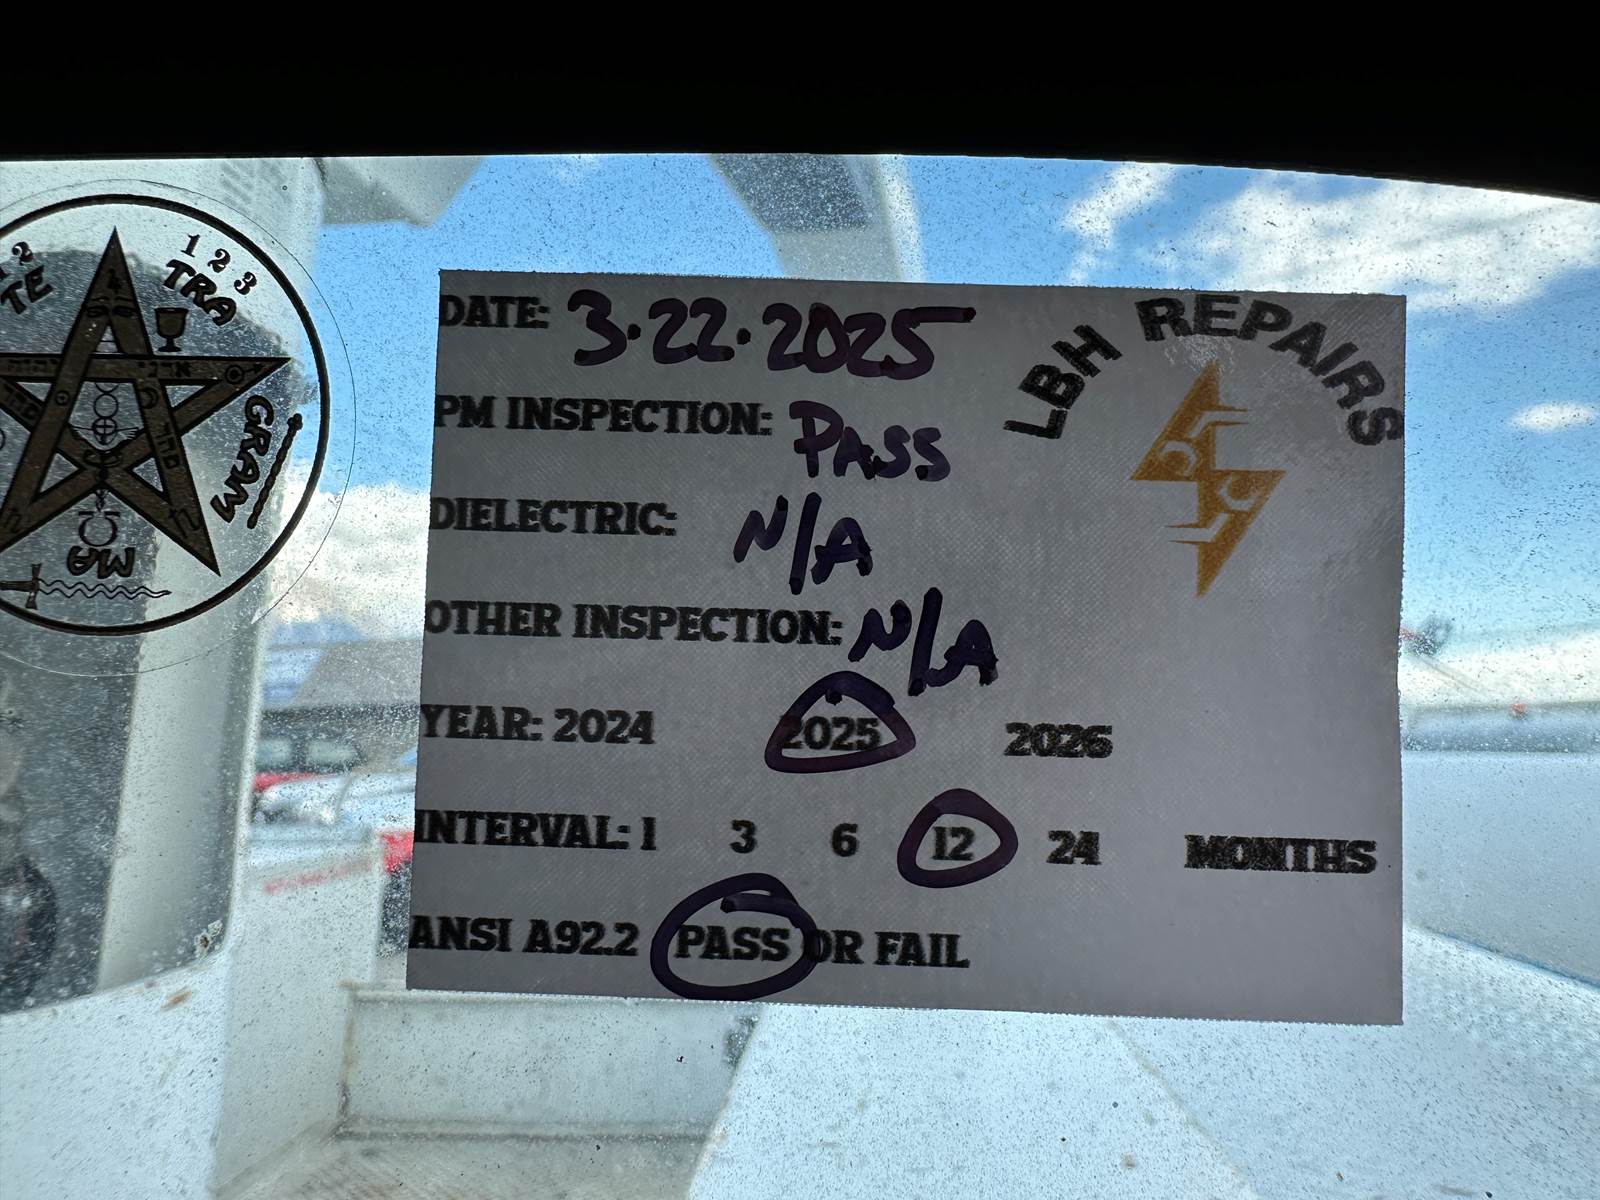 1 2 3
TE
TRA
GRAM
MA
DATE: 3.22.2025
LBH REPAIRS
PM INSPECTION: PASS
DIELECTRIC: N/A
OTHER INSPECTION: N/A
YEAR: 2024 2025 2026
INTERVAL: 1 3 6 12 24 MONTHS
ANSI A92.2 PASS OR FAIL